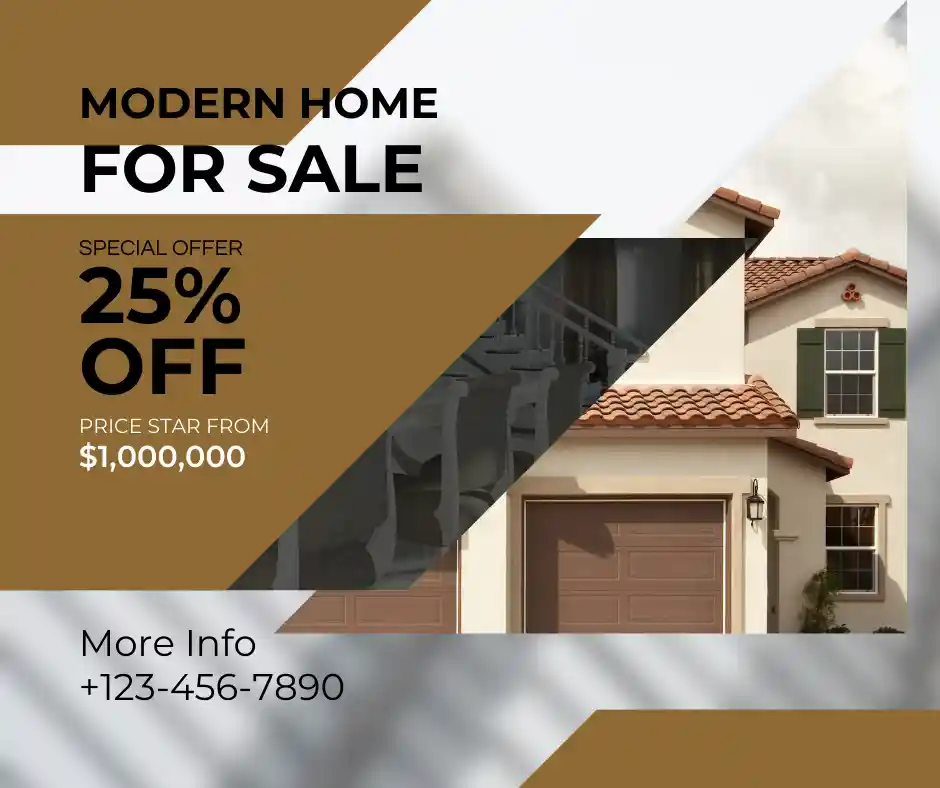 MODERN HOME
FOR SALE
SPECIAL OFFER
25%
OFF
PRICE STAR FROM
$1,000,000
More Info
+123-456-7890